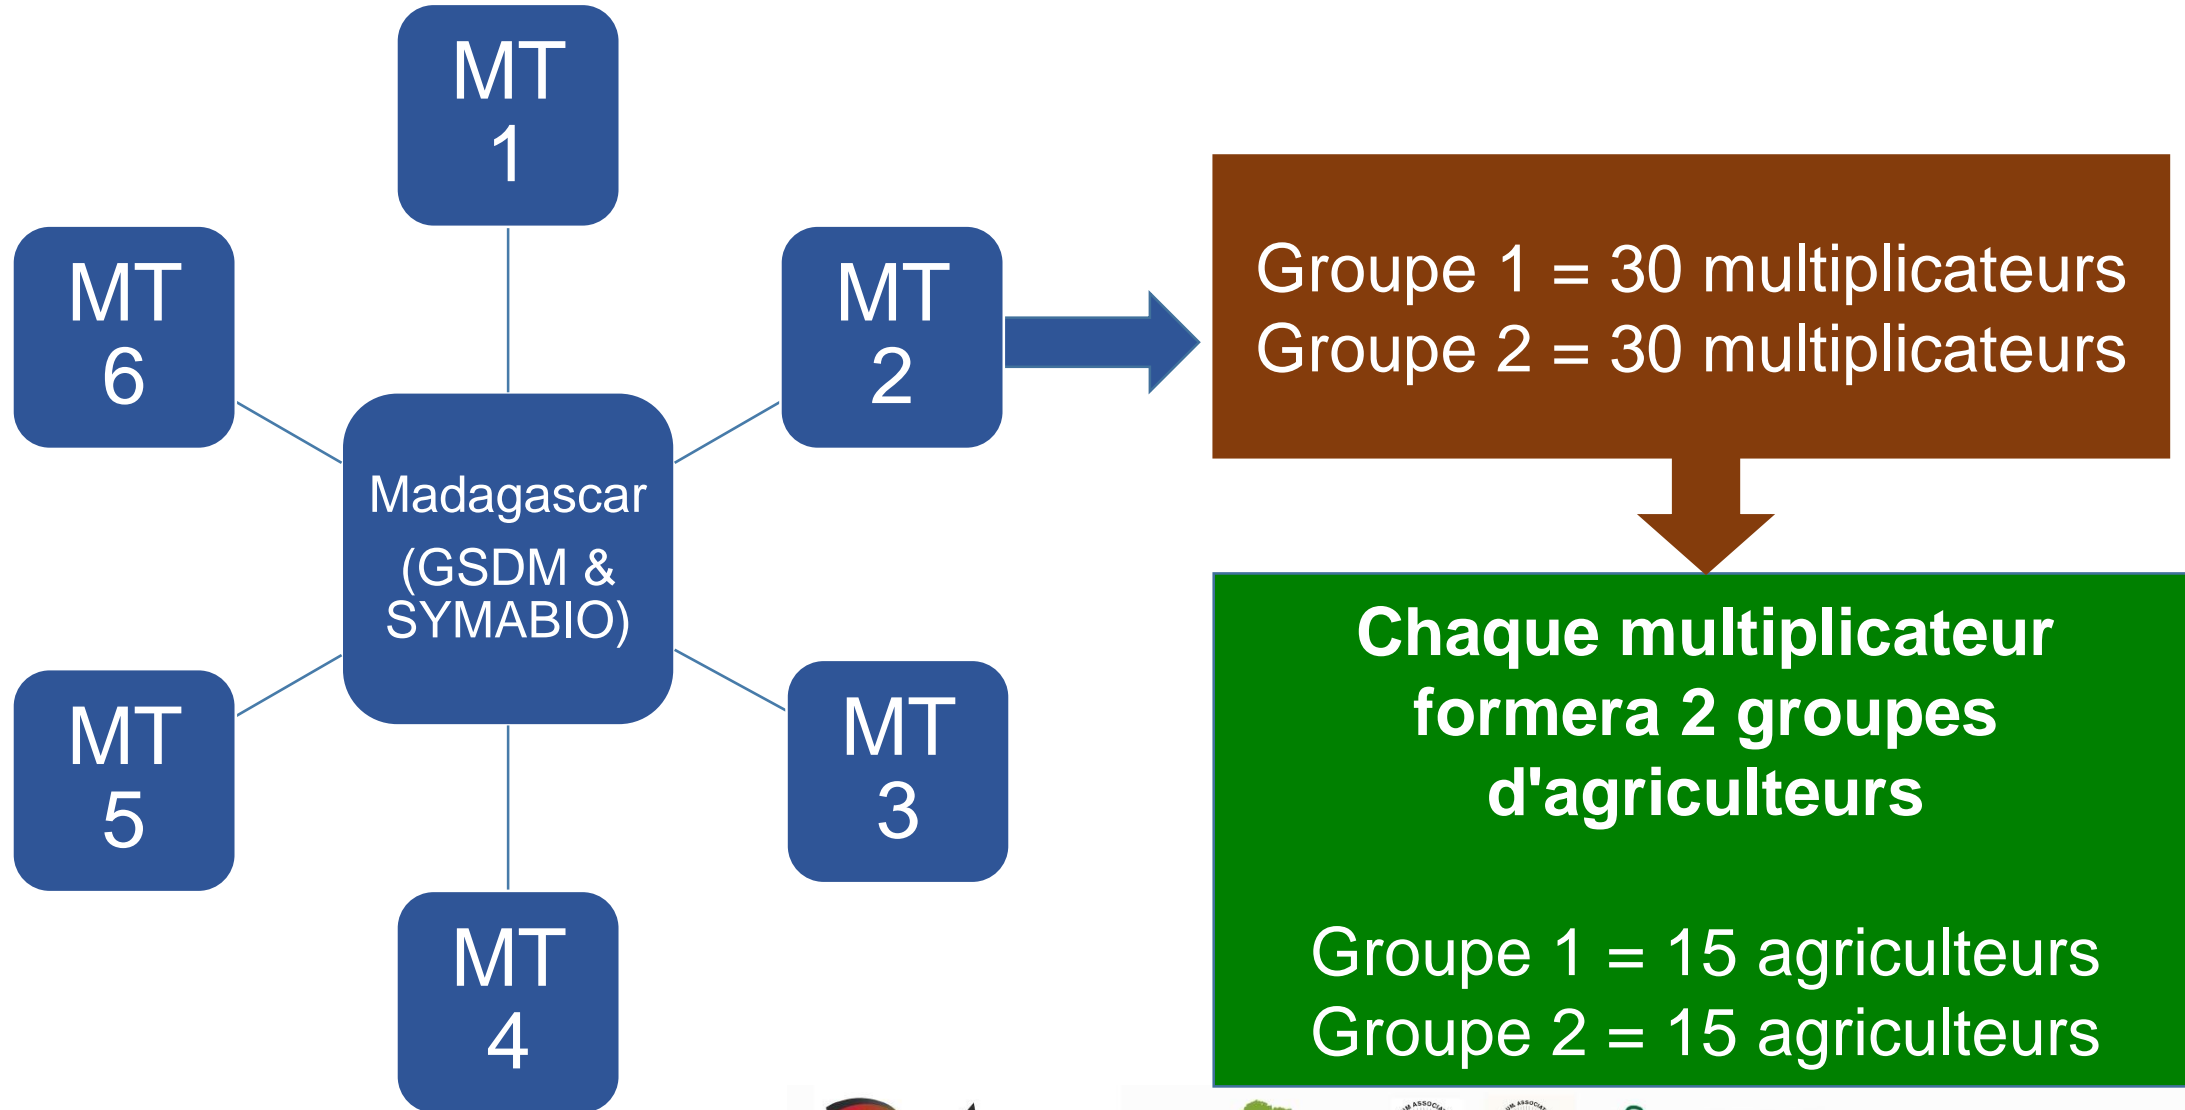 MT
1
MT
6
MT
2
Madagascar
(GSDM &
SYMABIO)
MT
5
MT
3
MT
4
Groupe 1 = 30 multiplicateurs
Groupe 2 = 30 multiplicateurs
Chaque multiplicateur
formera 2 groupes
d'agriculteurs
Groupe 1 = 15 agriculteurs
Groupe 2 = 15 agriculteurs